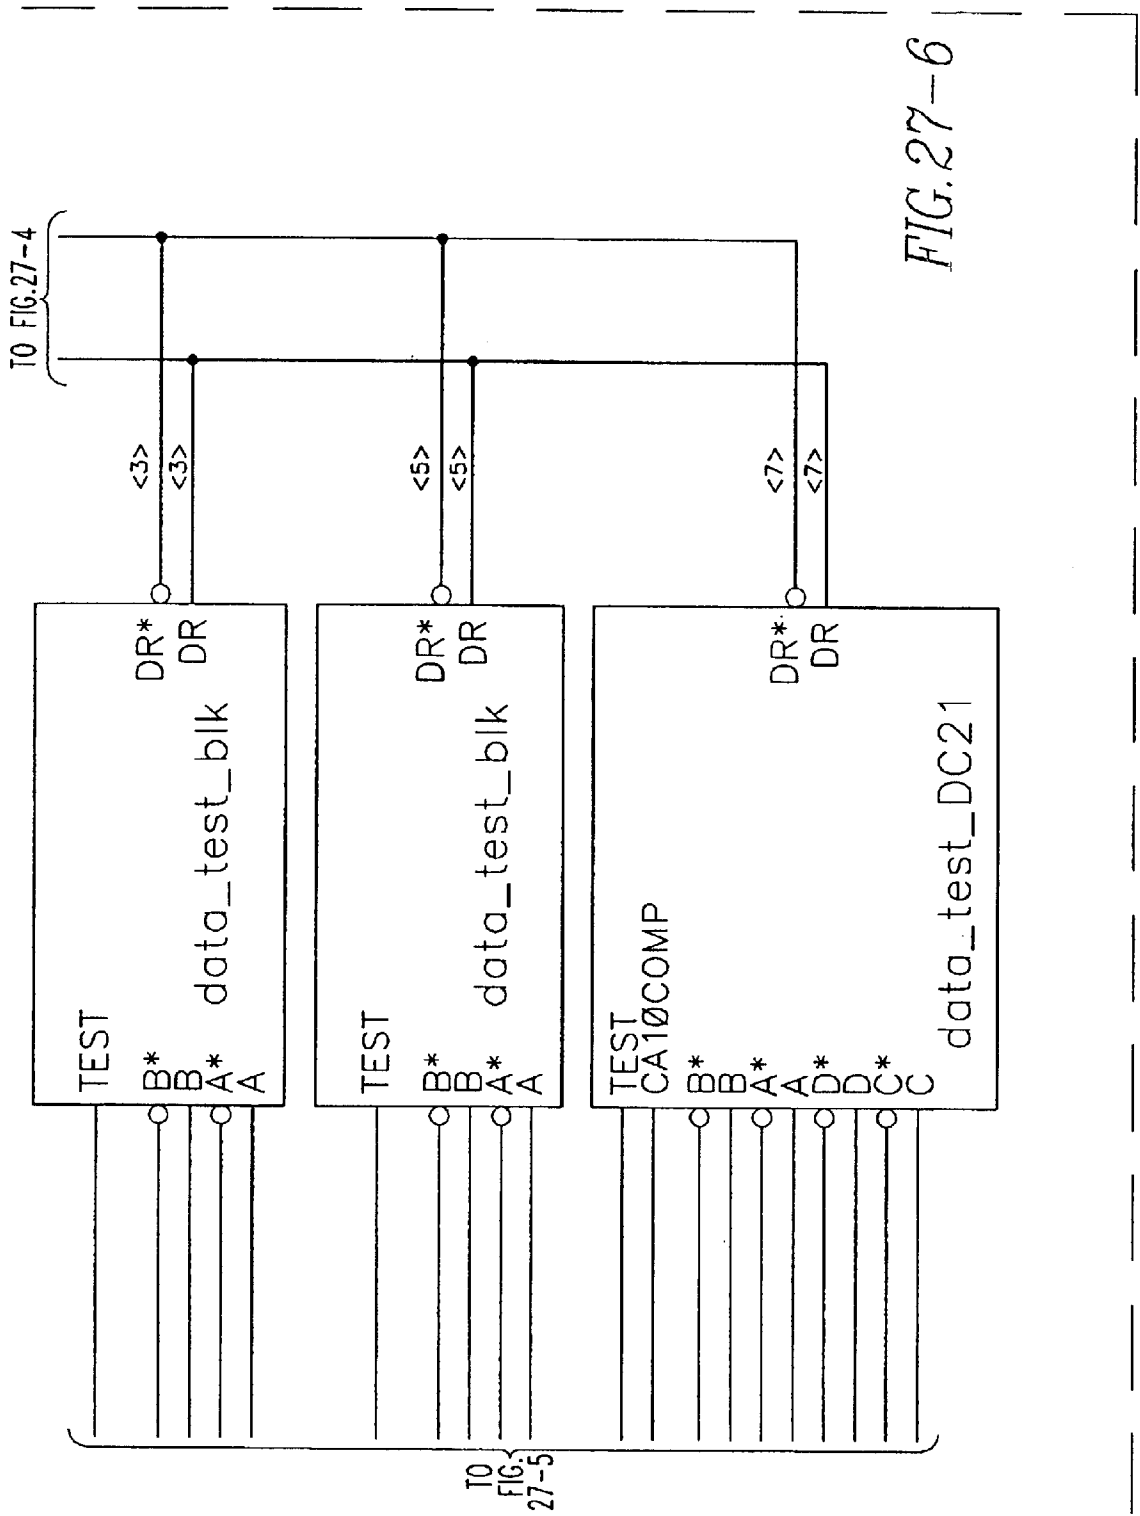 TO FIG.27-4
<3>
<3>
<5>
<5>
<7>
<7>
TEST
B*
B
A*
A
DR*
DR
data_test_blk
TEST
B*
B
A*
A
DR*
DR
data_test_blk
TEST
CA10COMP
B*
B
A*
A
D*
D
C*
C
DR*
DR
data_test_DC21
TO
FIG.
27-5
FIG.27-6